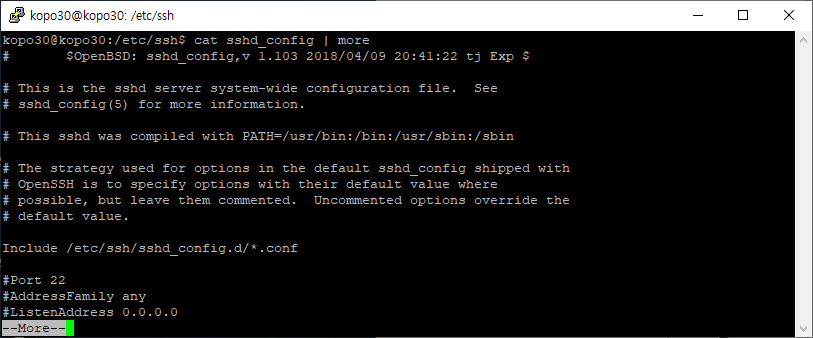 kopo30@kopo30: /etc/ssh
kopo30@kopo30:/etc/ssh$ cat sshd_config | more
#       $OpenBSD: sshd_config,v 1.103 2018/04/09 20:41:22 tj Exp $
# This is the sshd server system-wide configuration file.  See
# sshd_config(5) for more information.
# This sshd was compiled with PATH=/usr/bin:/bin:/usr/sbin:/sbin
# The strategy used for options in the default sshd_config shipped with
# OpenSSH is to specify options with their default value where
# possible, but leave them commented.  Uncommented options override the
# default value.
Include /etc/ssh/sshd_config.d/*.conf
#Port 22
#AddressFamily any
#ListenAddress 0.0.0.0
--More--